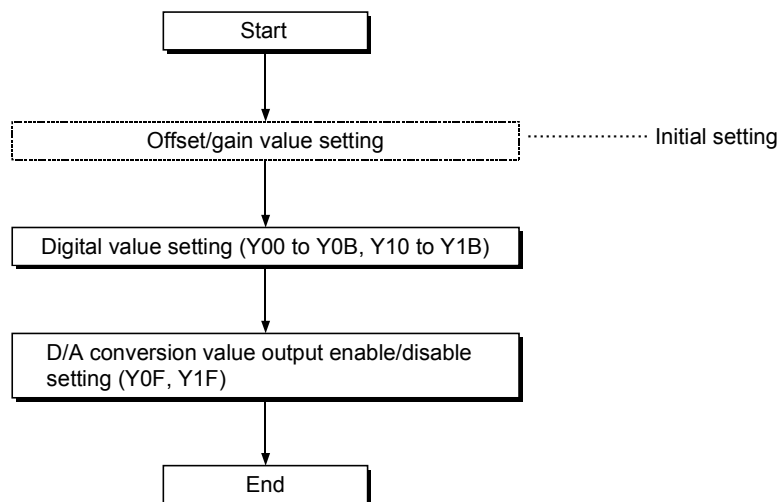 Start
Offset/gain value setting
Initial setting
Digital value setting (Y00 to Y0B, Y10 to Y1B)
D/A conversion value output enable/disable
setting (Y0F, Y1F)
End